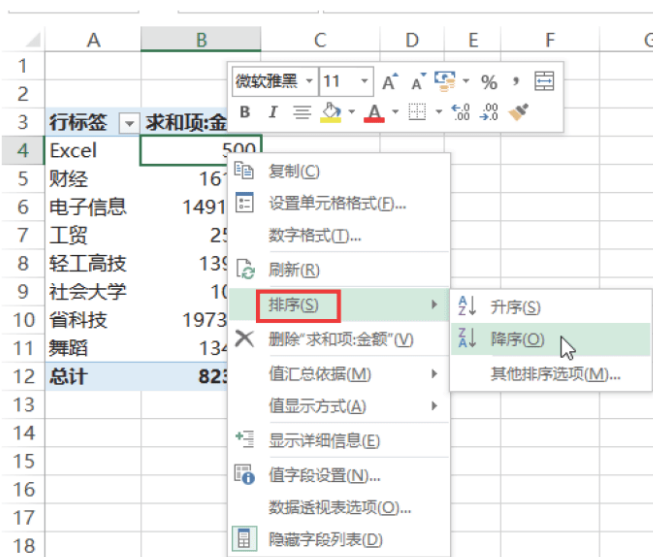 A B C D E F G
微软雅黑 11 A A %
B I A .00 .00
1
2
3 行标签 求和项:金
4 Excel 500
5 财经 16
6 电子信息 1491
7 工贸 25
8 轻工高技 139
9 社会大学 10
10 省科技 1973
11 舞蹈 134
12 总计 823
13
14
15
16
17
18
复制(C)
设置单元格格式(F)...
数字格式(T)...
刷新(R)
排序(S)
删除"求和项:金额"(V)
值汇总依据(M)
值显示方式(A)
显示详细信息(E)
值字段设置(N)...
数据透视表选项(O)...
隐藏字段列表(D)
升序(S)
降序(O)
其他排序选项(M)...